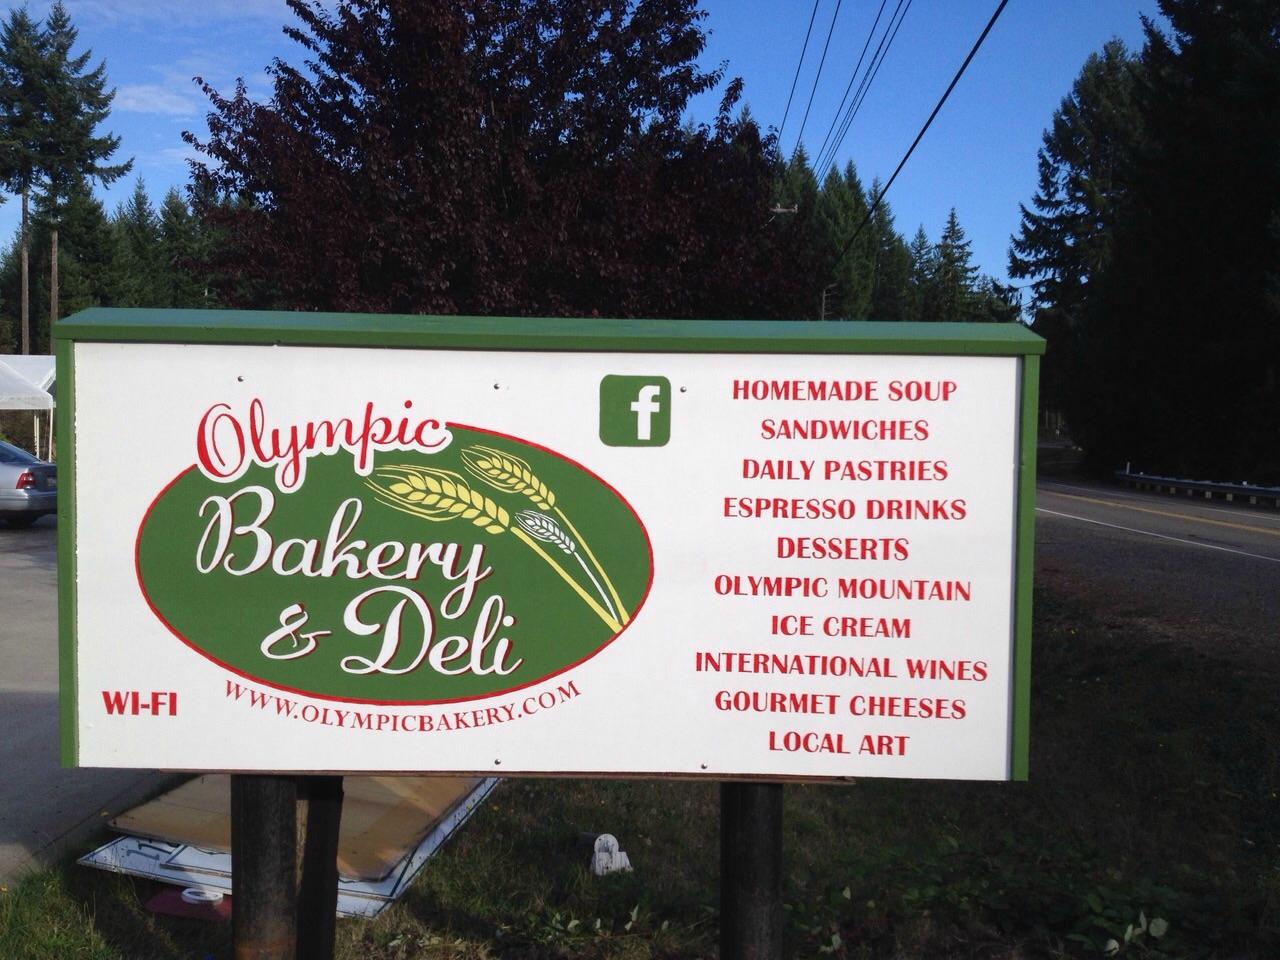 Olympic
Bakery
& Deli
WWW.OLYMPICBAKERY.COM
WI-FI
f
HOMEMADE SOUP
SANDWICHES
DAILY PASTRIES
ESPRESSO DRINKS
DESSERTS
OLYMPIC MOUNTAIN
ICE CREAM
INTERNATIONAL WINES
GOURMET CHEESES
LOCAL ART